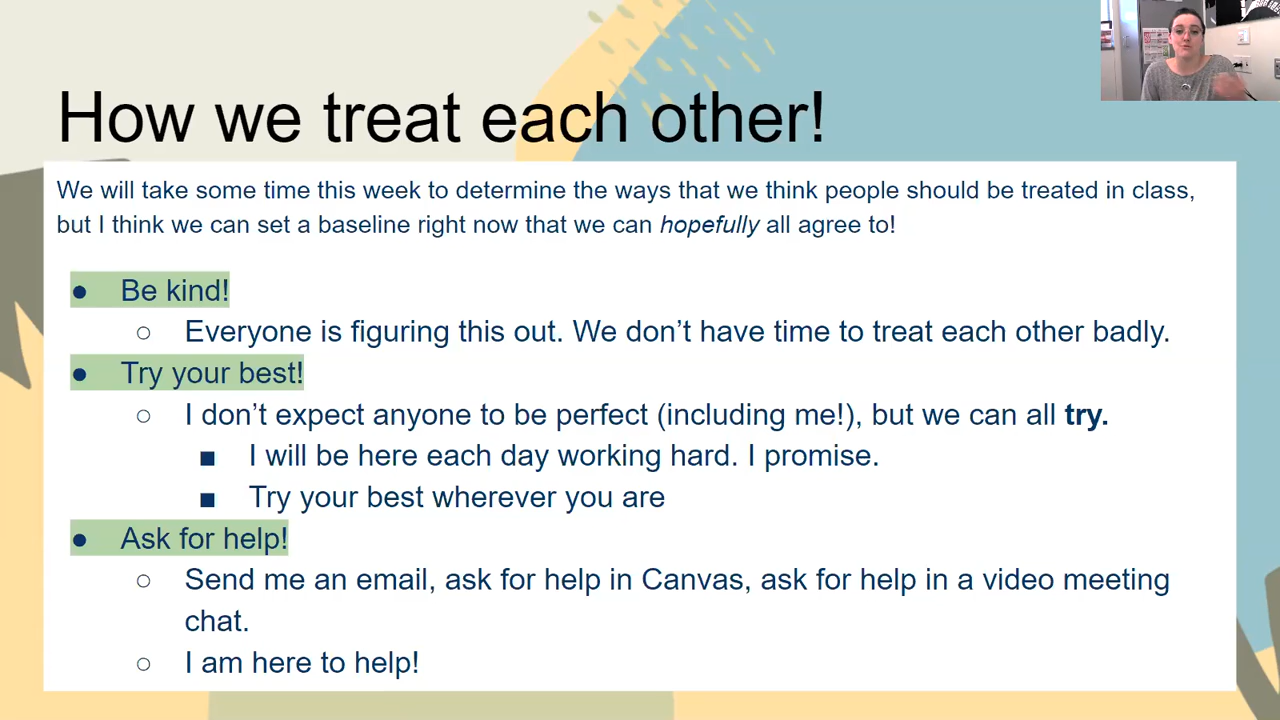 How we treat each other!
We will take some time this week to determine the ways that we think people should be treated in class,
but I think we can set a baseline right now that we can hopefully all agree to!
● Be kind!
○ Everyone is figuring this out. We don't have time to treat each other badly.
● Try your best!
○ I don't expect anyone to be perfect (including me!), but we can all try.
■ I will be here each day working hard. I promise.
■ Try your best wherever you are
● Ask for help!
○ Send me an email, ask for help in Canvas, ask for help in a video meeting
chat.
○ I am here to help!